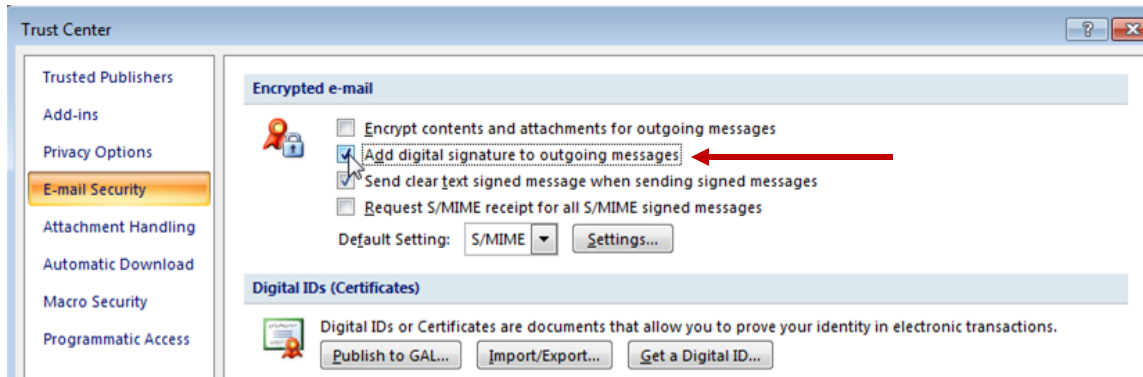 Trust Center
Trusted Publishers
Add-ins
Privacy Options
E-mail Security
Attachment Handling
Automatic Download
Macro Security
Programmatic Access
Encrypted e-mail
Encrypt contents and attachments for outgoing messages
Add digital signature to outgoing messages
Send clear text signed message when sending signed messages
Request S/MIME receipt for all S/MIME signed messages
Default Setting: S/MIME Settings...
Digital IDs (Certificates)
Digital IDs or Certificates are documents that allow you to prove your identity in electronic transactions.
Publish to GAL... Import/Export... Get a Digital ID...